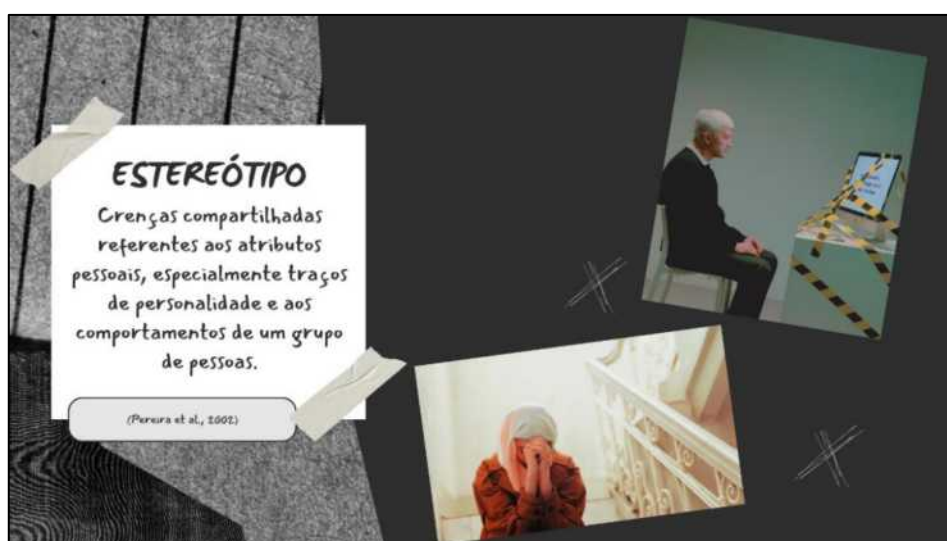 ESTEREÓTIPO
Crenças compartilhadas
referentes aos atributos
pessoais, especialmente traços
de personalidade e aos
comportamentos de um grupo
de pessoas.
(Pereira et al., 2002)